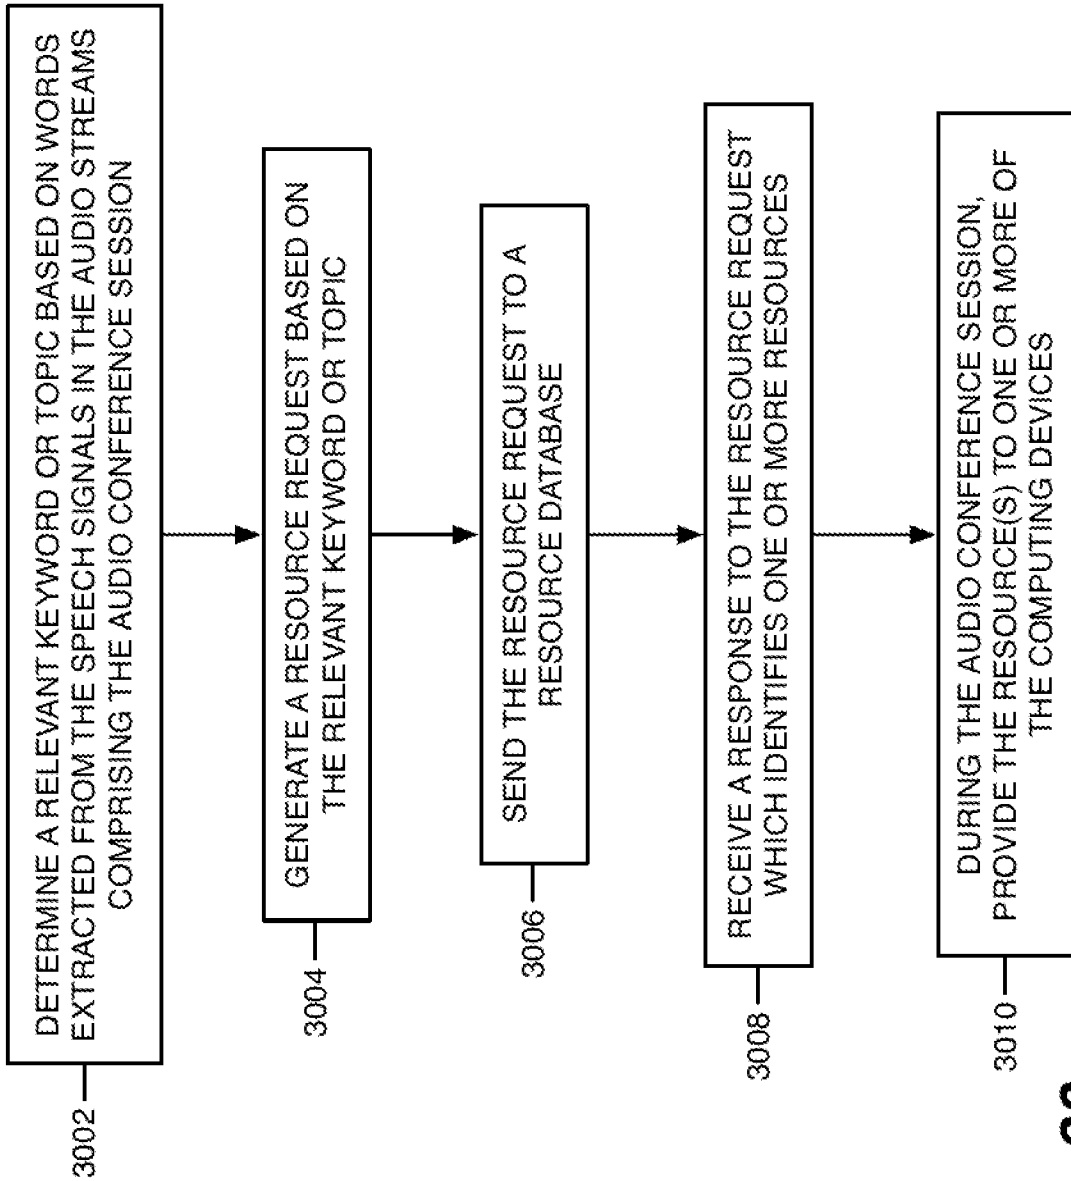 DETERMINE A RELEVANT KEYWORD OR TOPIC BASED ON WORDS
EXTRACTED FROM THE SPEECH SIGNALS IN THE AUDIO STREAMS
COMPRISING THE AUDIO CONFERENCE SESSION
3002
GENERATE A RESOURCE REQUEST BASED ON
THE RELEVANT KEYWORD OR TOPIC
3004
SEND THE RESOURCE REQUEST TO A
RESOURCE DATABASE
3006
RECEIVE A RESPONSE TO THE RESOURCE REQUEST
WHICH IDENTIFIES ONE OR MORE RESOURCES
3008
DURING THE AUDIO CONFERENCE SESSION,
PROVIDE THE RESOURCE(S) TO ONE OR MORE OF
THE COMPUTING DEVICES
3010